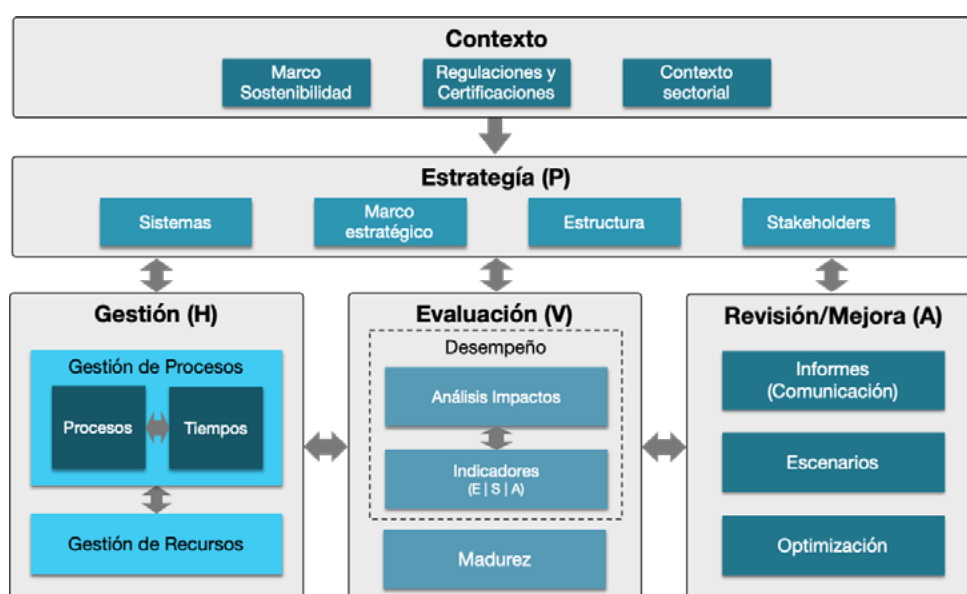 Contexto
Marco
Sostenibilidad
Regulaciones y
Certificaciones
Contexto
sectorial
Estrategía (P)
Sistemas
Marco
estratégico
Estructura
Stakeholders
Gestión (H)
Gestión de Procesos
Procesos
Tiempos
Gestión de Recursos
Evaluación (V)
Desempeño
Análisis Impactos
Indicadores
(E | S | A)
Madurez
Revisión/Mejora (A)
Informes
(Comunicación)
Escenarios
Optimización